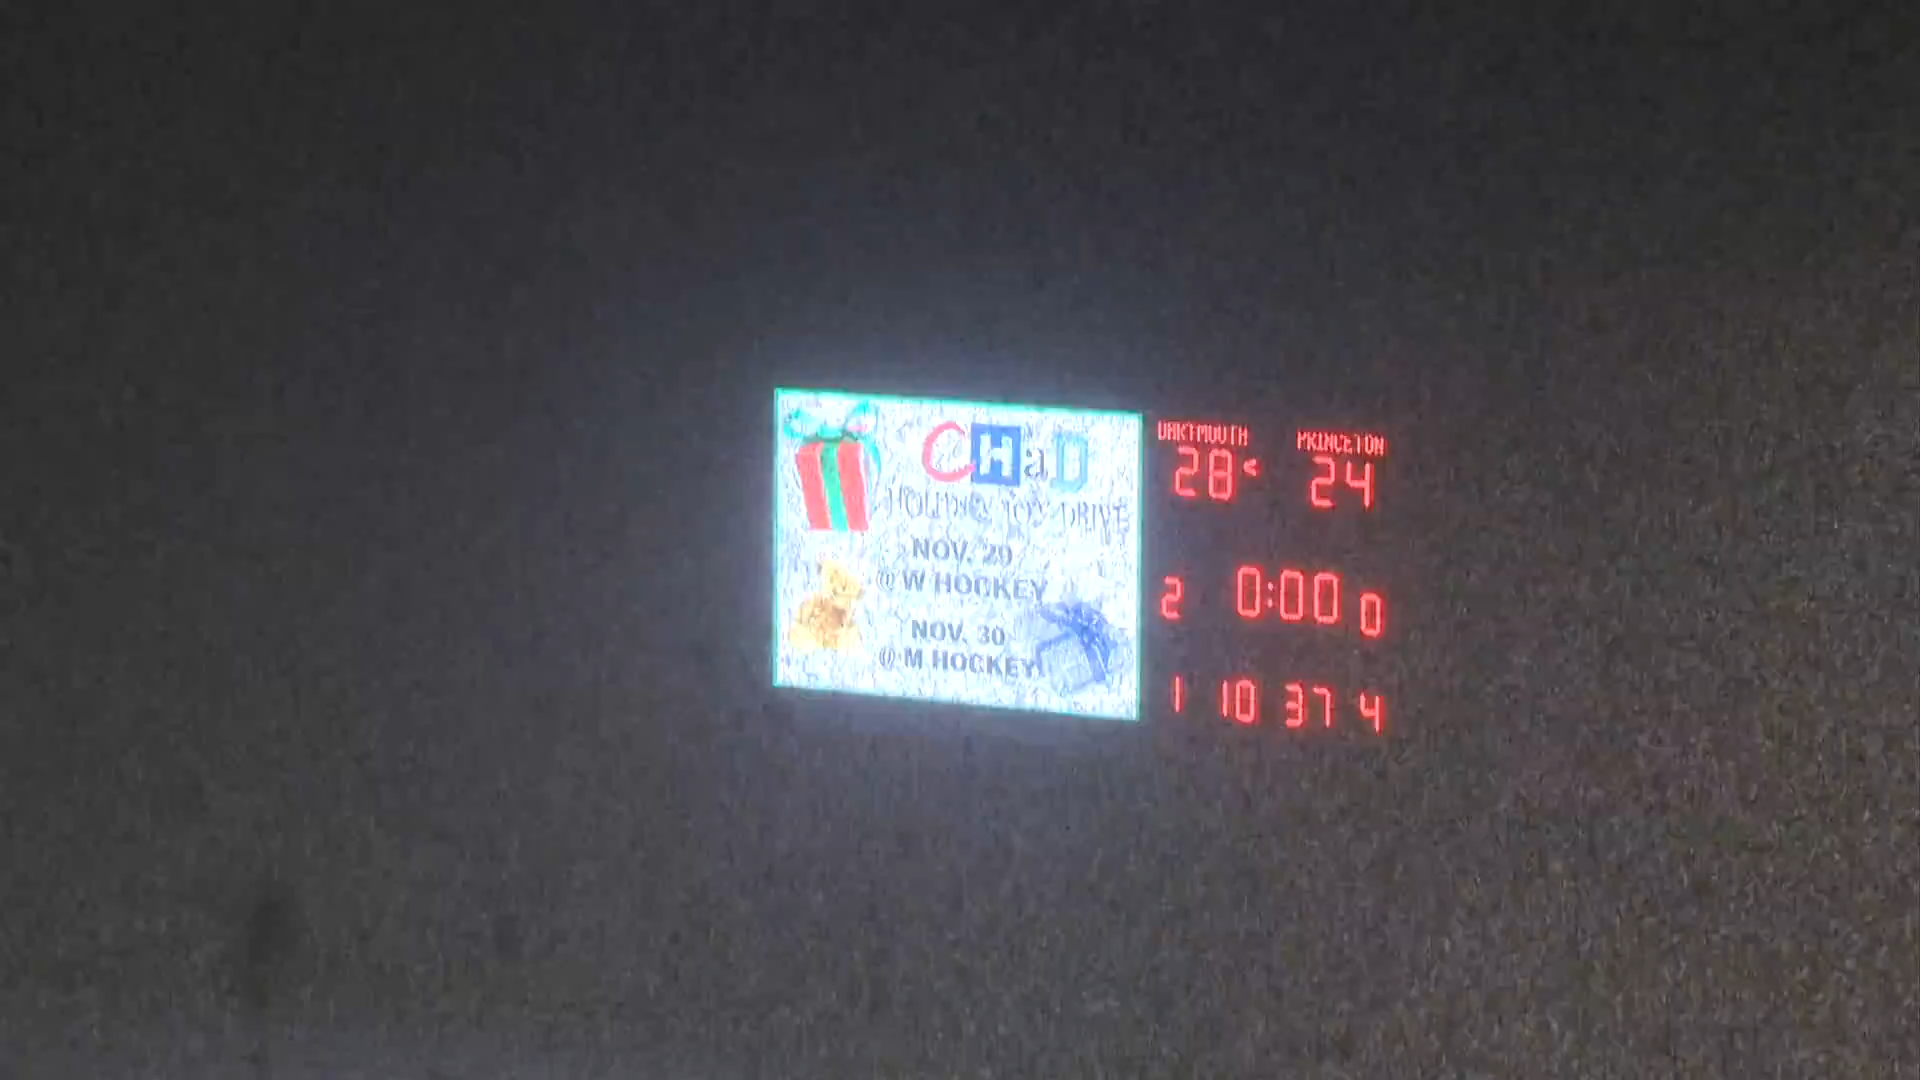 CHaD
HOLIDAY TOY DRIVE
NOV. 29
@ W HOCKEY
NOV. 30
@ M HOCKEY
DARTMOUTH PRINCETON
28< 24
2 0:00 0
1 10 37 4